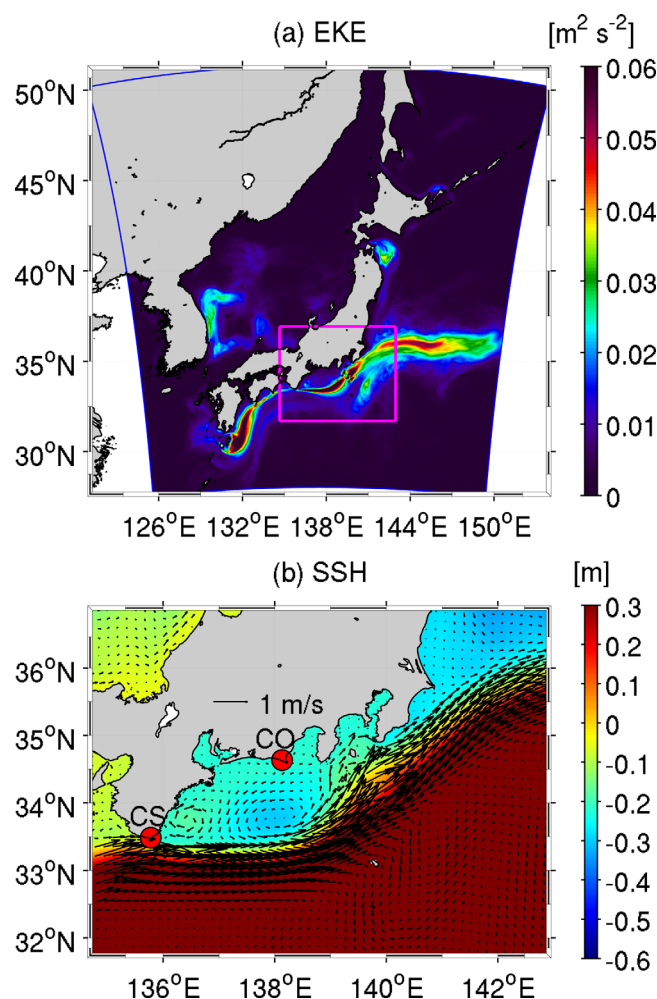 (a) EKE [m² s⁻²]
50°N
45°N
40°N
35°N
30°N
126°E 132°E 138°E 144°E 150°E
0.06
0.05
0.04
0.03
0.02
0.01
0
(b) SSH [m]
36°N
35°N
34°N
33°N
32°N
1 m/s
CO
CS
136°E 138°E 140°E 142°E
0.3
0.2
0.1
0
-0.1
-0.2
-0.3
-0.4
-0.5
-0.6